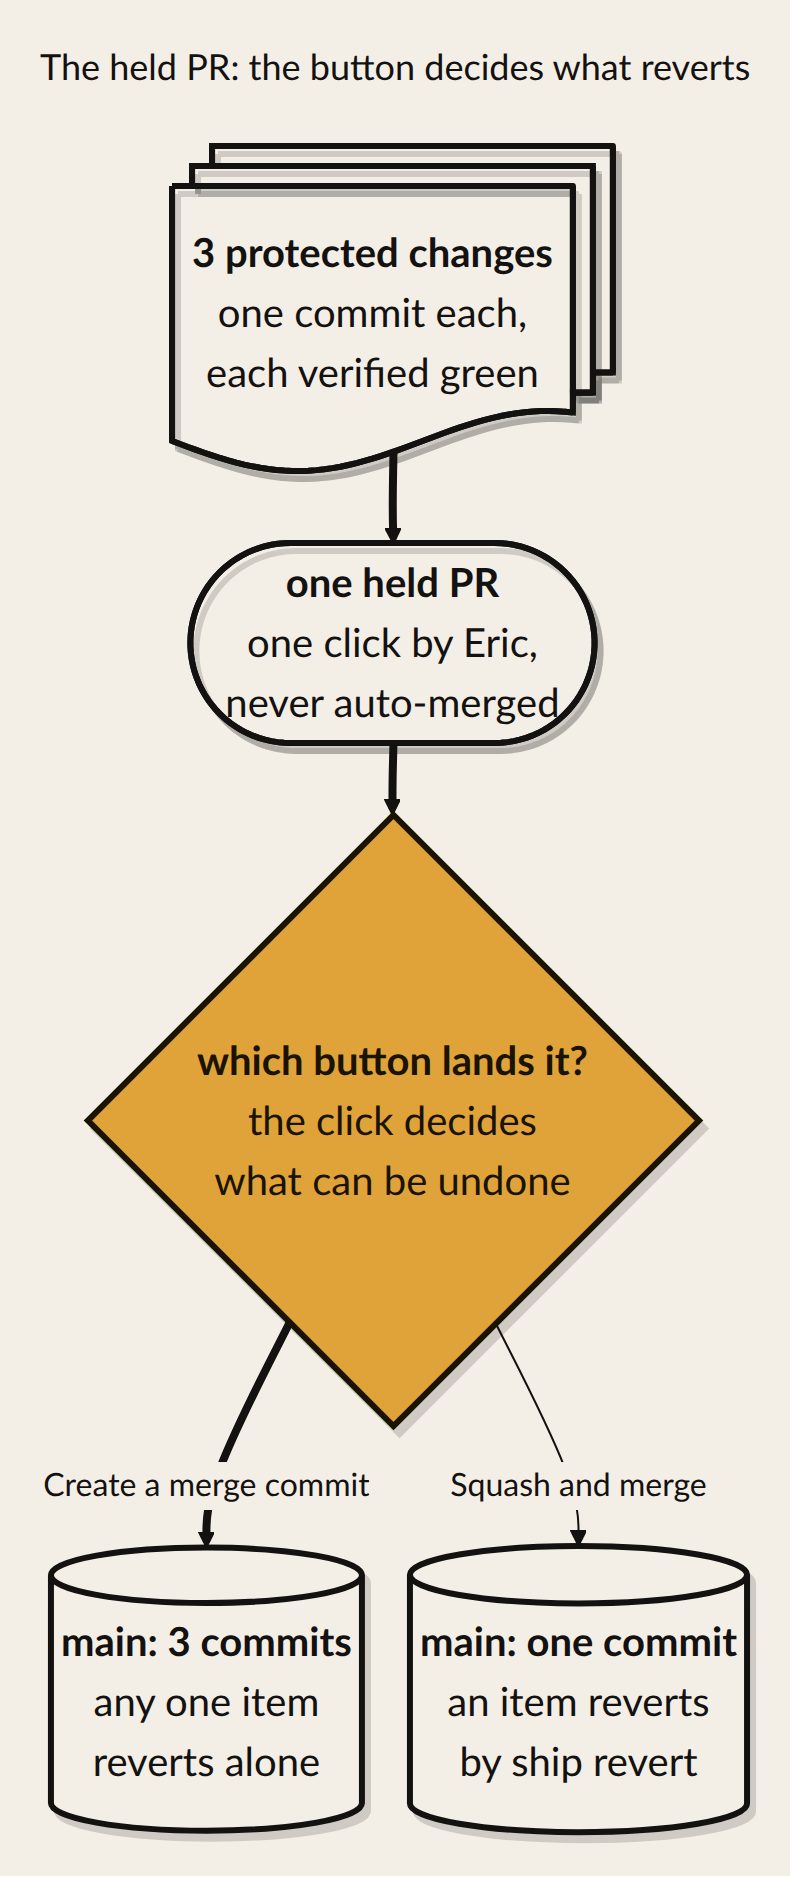 The held PR: the button decides what reverts
3 protected changes
one commit each,
each verified green
one held PR
one click by Eric,
never auto-merged
which button lands it?
the click decides
what can be undone
Create a merge commit
Squash and merge
main: 3 commits
any one item
reverts alone
main: one commit
an item reverts
by ship revert